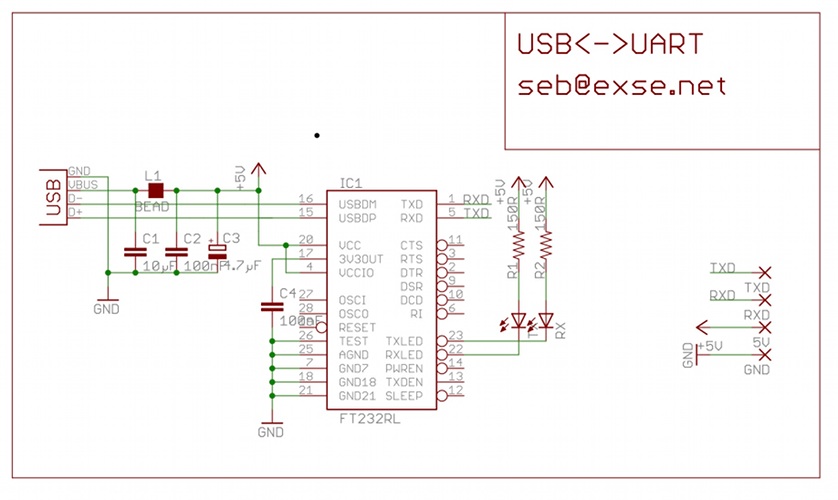 USB<->UART
seb@exse.net
USB
GND
VBUS
D-
D+
L1
BEAD
+5V
C1
10µF
C2
100nF
C3
4.7µF
GND
C4
100nF
GND
IC1
16 USBDM TXD 1 RXD
15 USBDP RXD 5 TXD
20 VCC CTS 11
17 3V3OUT RTS 3
4 VCCIO DTR 2
DSR 9
27 OSCI DCD 10
28 OSCO RI 6
RESET
26 TEST TXLED 23
25 AGND RXLED 22
7 GND7 PWREN 14
18 GND18 TXDEN 13
21 GND21 SLEEP 12
FT232RL
+5V
+5V
150R
150R
R1
R2
RX
TXD
TXD
RXD
RXD
+5V
5V
GND
GND